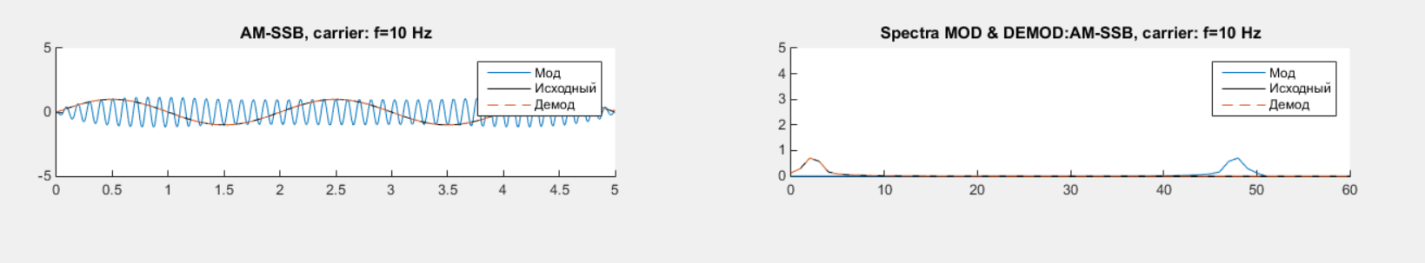 AM-SSB, carrier: f=10 Hz
5
0
-5
Мод
Исходный
Демод
0 0.5 1 1.5 2 2.5 3 3.5 4 4.5 5
Spectra MOD & DEMOD:AM-SSB, carrier: f=10 Hz
5
4
3
2
1
0
Мод
Исходный
Демод
0 10 20 30 40 50 60